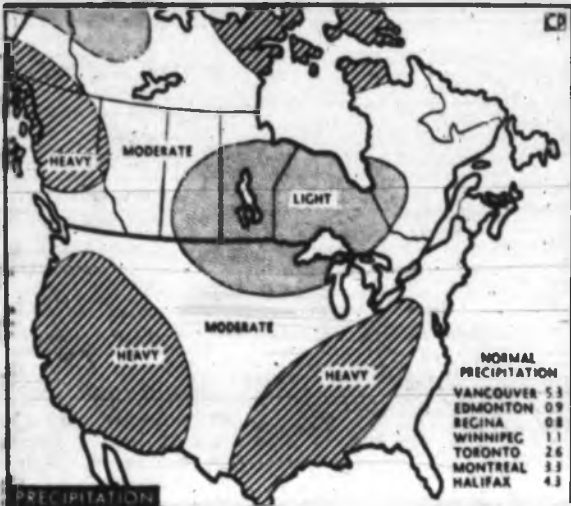 CP
HEAVY
MODERATE
LIGHT
MODERATE
HEAVY
HEAVY
NORMAL
PRECIPITATION
VANCOUVER 5.3
EDMONTON 0.9
REGINA 0.8
WINNIPEG 1.1
TORONTO 2.6
MONTREAL 3.3
HALIFAX 4.3
PRECIPITATION